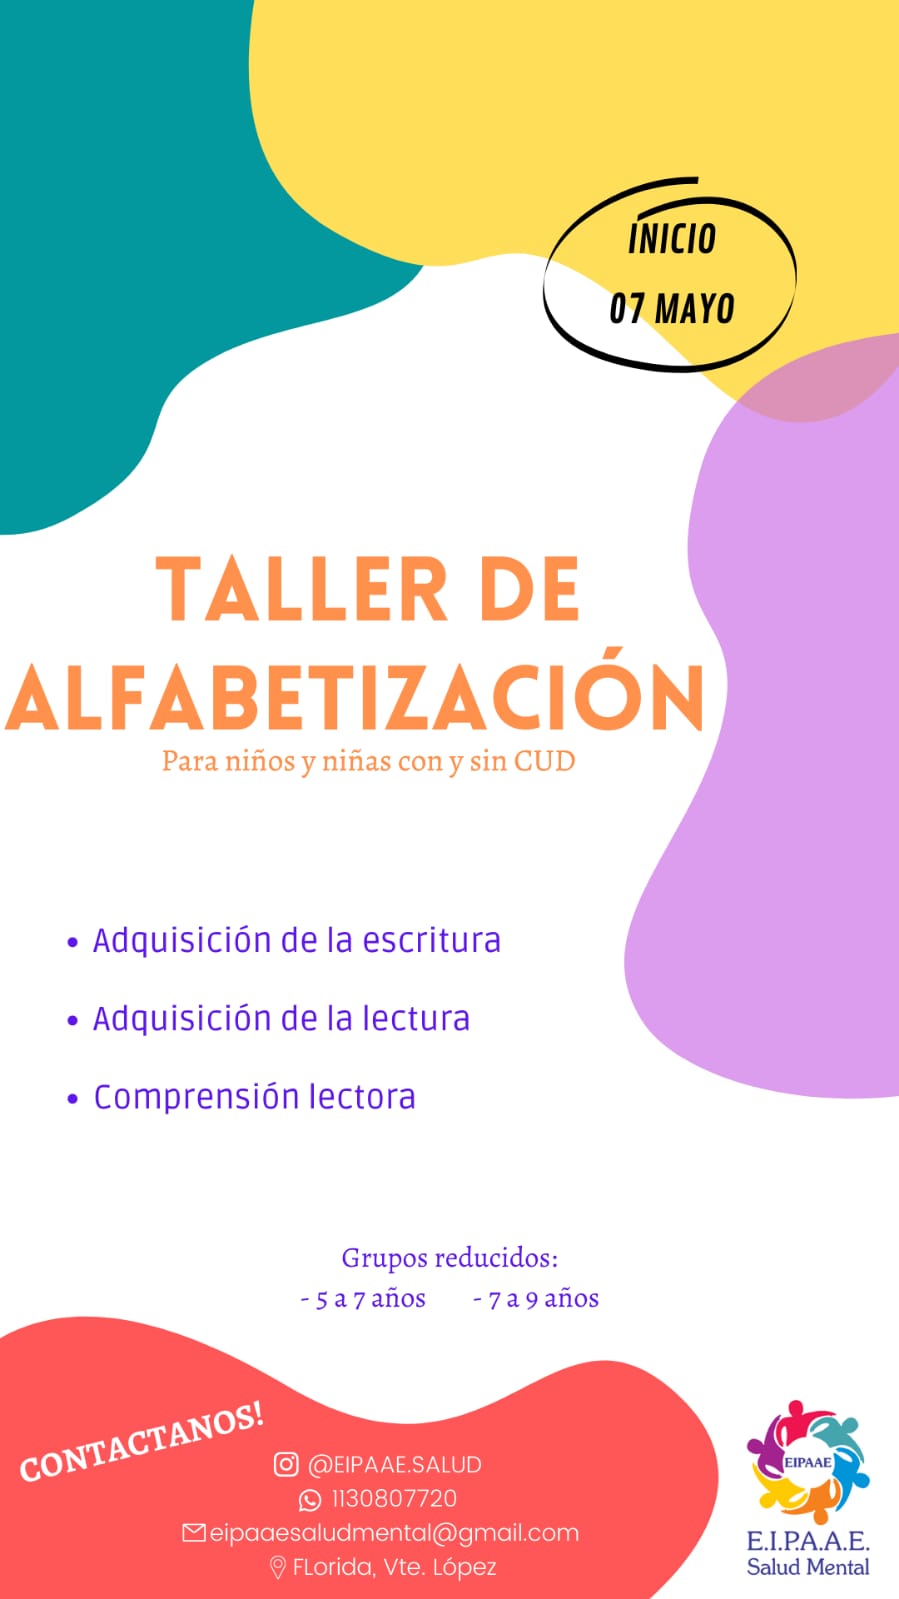 INICIO
07 MAYO
TALLER DE
ALFABETIZACIÓN
Para niños y niñas con y sin CUD
• Adquisición de la escritura
• Adquisición de la lectura
• Comprensión lectora
Grupos reducidos:
- 5 a 7 años - 7 a 9 años
CONTACTANOS!
@EIPAAE.SALUD
1130807720
eipaaesaludmental@gmail.com
FLorida, Vte. López
EIPAAE
E.I.P.A.A.E.
Salud Mental